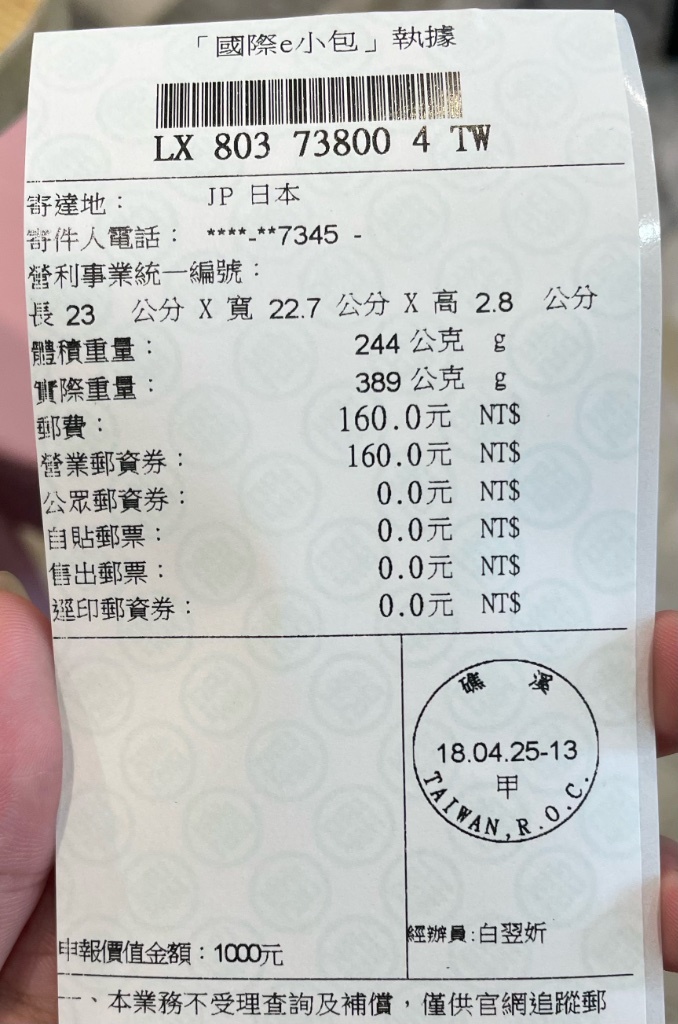 「國際e小包」執據
LX 803 73800 4 TW
寄達地： JP 日本
寄件人電話： ****-**7345 -
營利事業統一編號：
長 23 公分 X 寬 22.7 公分 X 高 2.8 公分
體積重量： 244 公克 g
實際重量： 389 公克 g
郵費： 160.0元 NT$
營業郵資券： 160.0元 NT$
公眾郵資券： 0.0元 NT$
自貼郵票： 0.0元 NT$
售出郵票： 0.0元 NT$
逕印郵資券： 0.0元 NT$
礁溪
18.04.25-13
甲
TAIWAN, R.O.C.
經辦員:白翌妡
申報價值金額：1000元
一、本業務不受理查詢及補償，僅供官網追蹤郵